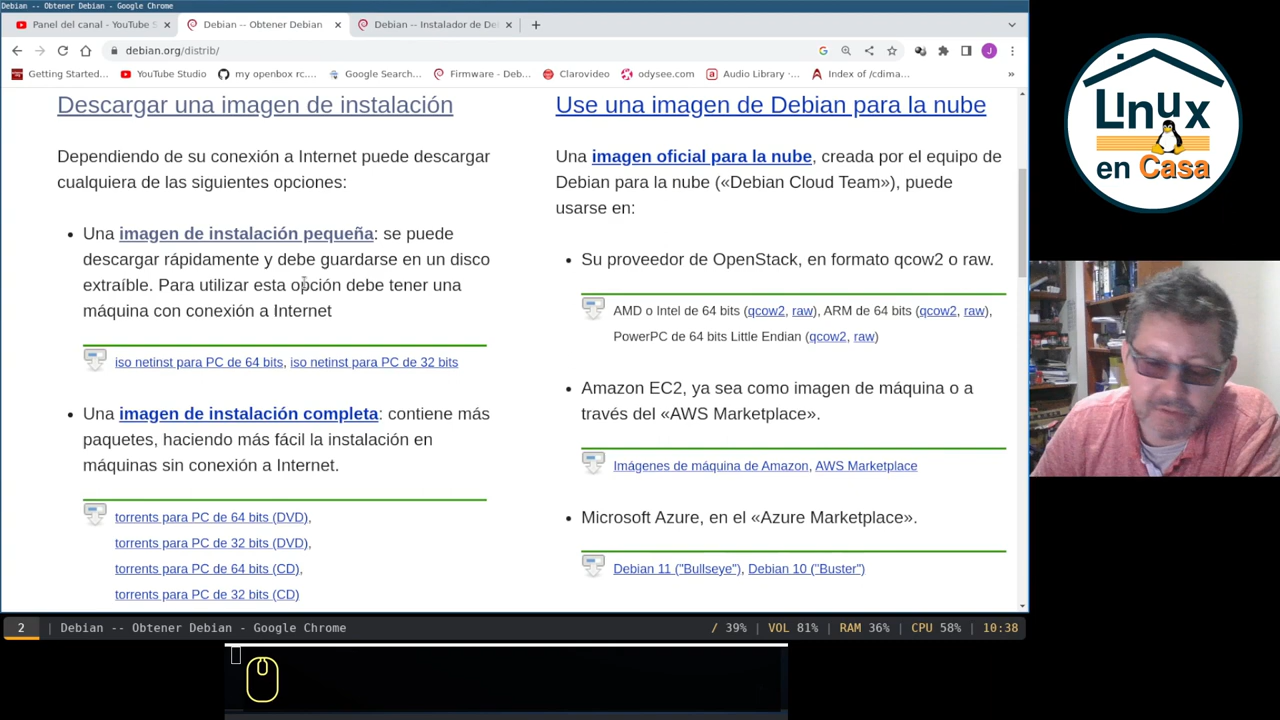 Debian -- Obtener Debian - Google Chrome
Panel del canal - YouTube S
Debian -- Obtener Debian
Debian -- Instalador de De
debian.org/distrib/
J
Getting Started...
YouTube Studio
my openbox rc....
Google Search...
Firmware - Deb...
Clarovideo
odysee.com
Audio Library -...
Index of /cdima...
»
Descargar una imagen de instalación
Dependiendo de su conexión a Internet puede descargar
cualquiera de las siguientes opciones:
• Una imagen de instalación pequeña: se puede
descargar rápidamente y debe guardarse en un disco
extraíble. Para utilizar esta opción debe tener una
máquina con conexión a Internet
iso netinst para PC de 64 bits, iso netinst para PC de 32 bits
• Una imagen de instalación completa: contiene más
paquetes, haciendo más fácil la instalación en
máquinas sin conexión a Internet.
torrents para PC de 64 bits (DVD),
torrents para PC de 32 bits (DVD),
torrents para PC de 64 bits (CD),
torrents para PC de 32 bits (CD)
Use una imagen de Debian para la nube
Una imagen oficial para la nube, creada por el equipo de
Debian para la nube («Debian Cloud Team»), puede
usarse en:
• Su proveedor de OpenStack, en formato qcow2 o raw.
AMD o Intel de 64 bits (qcow2, raw), ARM de 64 bits (qcow2, raw),
PowerPC de 64 bits Little Endian (qcow2, raw)
• Amazon EC2, ya sea como imagen de máquina o a
través del «AWS Marketplace».
Imágenes de máquina de Amazon, AWS Marketplace
• Microsoft Azure, en el «Azure Marketplace».
Debian 11 ("Bullseye"), Debian 10 ("Buster")
LInux
en Casa
2 | Debian -- Obtener Debian - Google Chrome
/ 39% | VOL 81% | RAM 36% | CPU 58% | 10:38